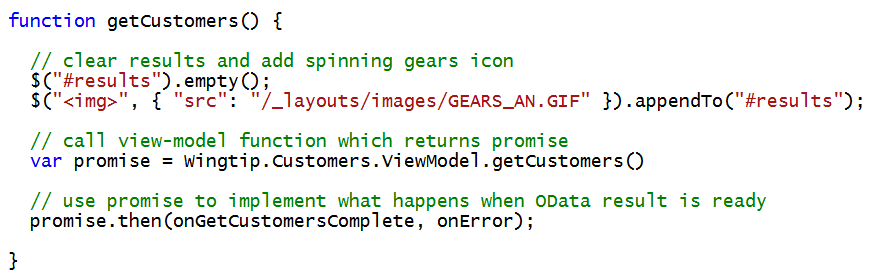 function getCustomers() {
// clear results and add spinning gears icon
$("#results").empty();
$("<img>", { "src": "/_layouts/images/GEARS_AN.GIF" }).appendTo("#results");
// call view-model function which returns promise
var promise = Wingtip.Customers.ViewModel.getCustomers()
// use promise to implement what happens when OData result is ready
promise.then(onGetCustomersComplete, onError);
}